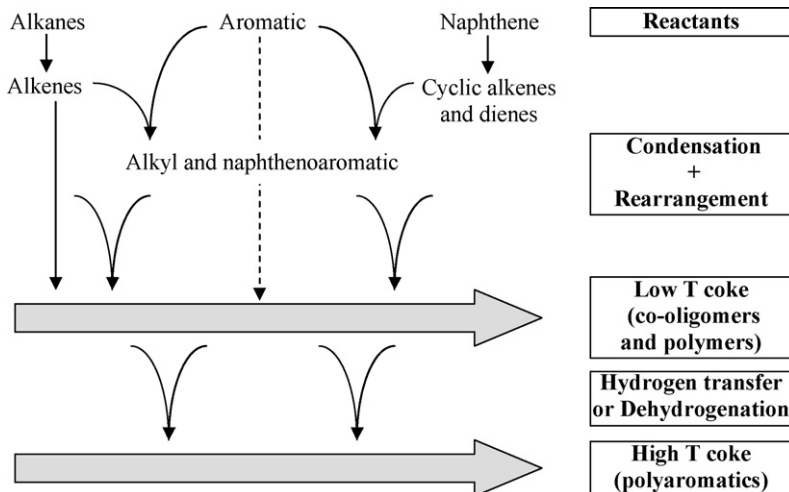 Alkanes
Aromatic
Naphthene
Reactants
Alkenes
Cyclic alkenes
and dienes
Alkyl and naphthenoaromatic
Condensation
+
Rearrangement
Low T coke
(co-oligomers
and polymers)
Hydrogen transfer
or Dehydrogenation
High T coke
(polyaromatics)